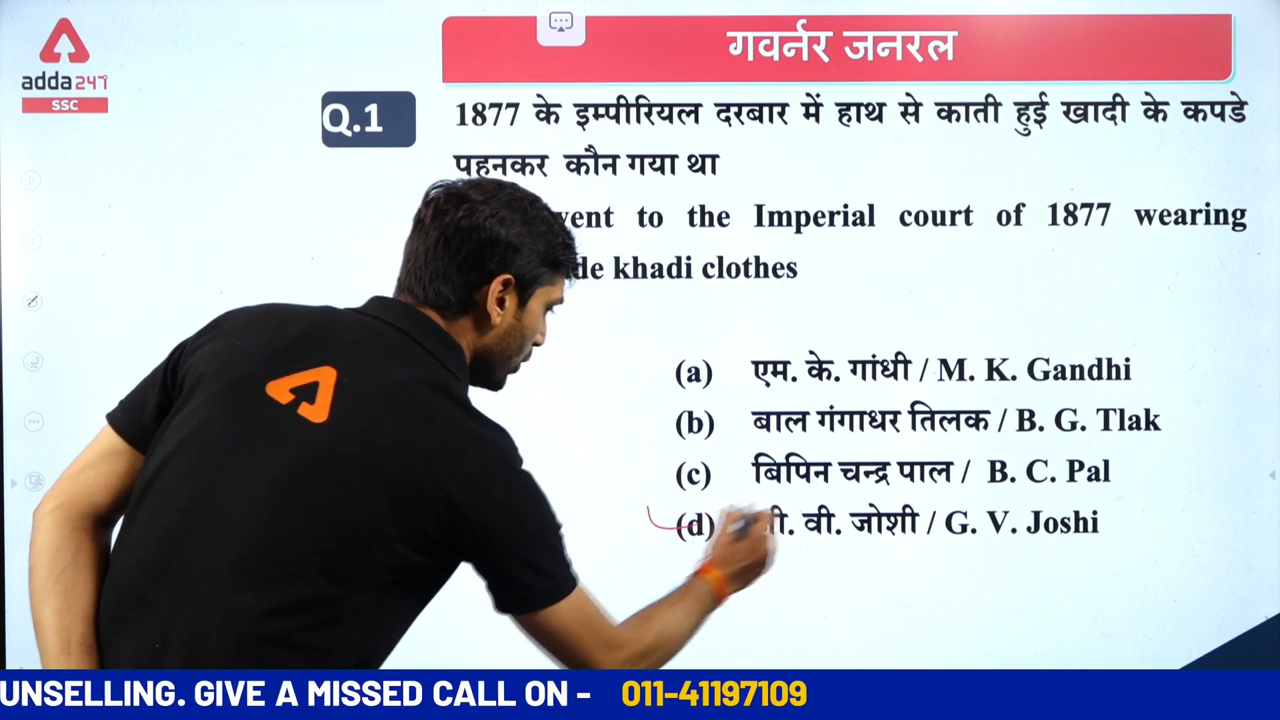 adda247
SSC
गवर्नर जनरल
Q.1
1877 के इम्पीरियल दरबार में हाथ से काती हुई खादी के कपडे
पहनकर कौन गया था
went to the Imperial court of 1877 wearing
khadi clothes
(a) एम. के. गांधी / M. K. Gandhi
(b) बाल गंगाधर तिलक / B. G. Tlak
(c) बिपिन चन्द्र पाल / B. C. Pal
(d) वी. जोशी / G. V. Joshi
UNSELLING. GIVE A MISSED CALL ON - 011-41197109